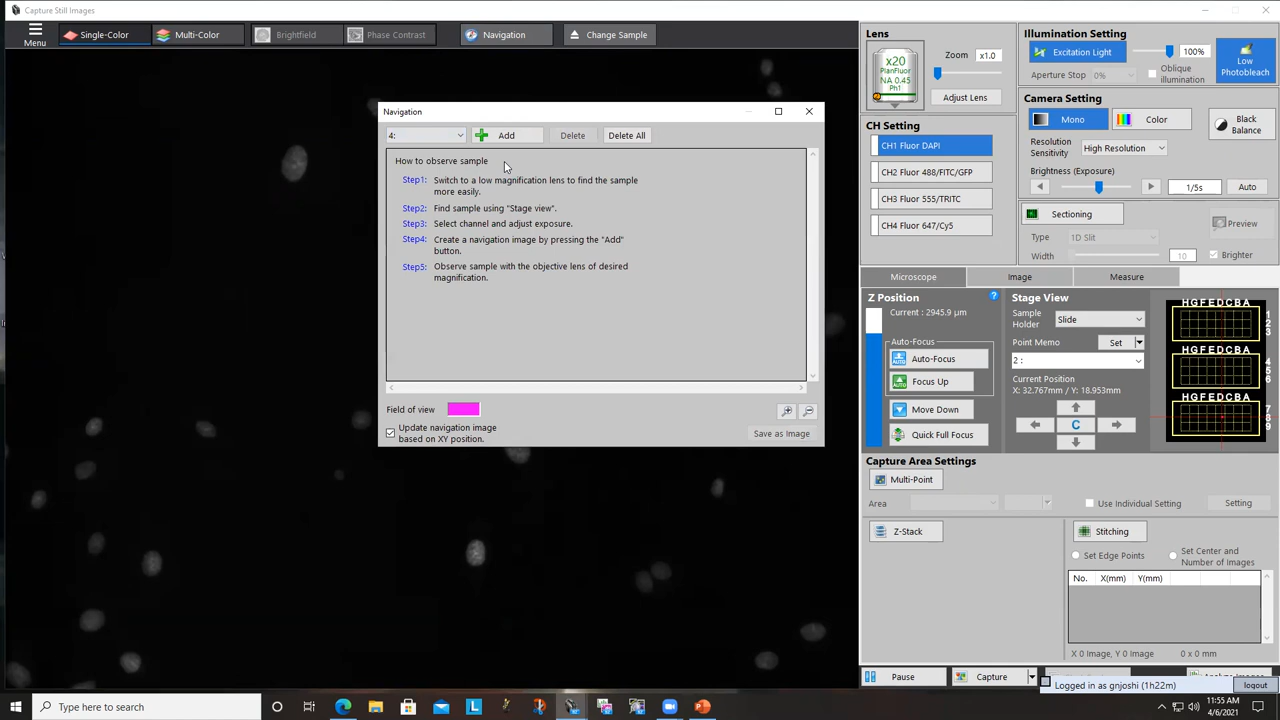 Capture Still Images
Menu
Single-Color
Multi-Color
Brightfield
Phase Contrast
Navigation
Change Sample
Navigation
4:
Add
Delete
Delete All
How to observe sample
Step1: Switch to a low magnification lens to find the sample
more easily.
Step2: Find sample using "Stage view".
Step3: Select channel and adjust exposure.
Step4: Create a navigation image by pressing the "Add"
button.
Step5: Observe sample with the objective lens of desired
magnification.
Field of view
Update navigation image
based on XY position.
Save as Image
Lens
x20
PlanFluor
NA 0.45
Ph1
Zoom x1.0
Adjust Lens
CH Setting
CH1 Fluor DAPI
CH2 Fluor 488/FITC/GFP
CH3 Fluor 555/TRITC
CH4 Fluor 647/Cy5
Illumination Setting
Excitation Light
100%
Aperture Stop 0%
Oblique
illumination
Low
Photobleach
Camera Setting
Mono
Color
Black
Balance
Resolution
Sensitivity
High Resolution
Brightness (Exposure)
1/5s
Auto
Sectioning
Preview
Type 1D Slit
Width 10
Brighter
Microscope
Image
Measure
Z Position
?
Current : 2945.9 µm
Auto-Focus
Auto-Focus
AUTO
Focus Up
Move Down
Quick Full Focus
Stage View
Sample
Holder
Slide
Point Memo
Set
2 :
Current Position
X: 32.767mm / Y: 18.953mm
C
HGFEDCBA
1
2
3
HGFEDCBA
4
5
6
HGFEDCBA
7
8
9
Capture Area Settings
Multi-Point
Area
Use Individual Setting
Setting
Z-Stack
Stitching
Set Edge Points
Set Center and
Number of Images
No. X(mm) Y(mm)
X 0 Image, Y 0 Image 0 x 0 mm
Pause
Capture
Logged in as gnjoshi (1h22m)
logout
Type here to search
L
11:55 AM
4/6/2021